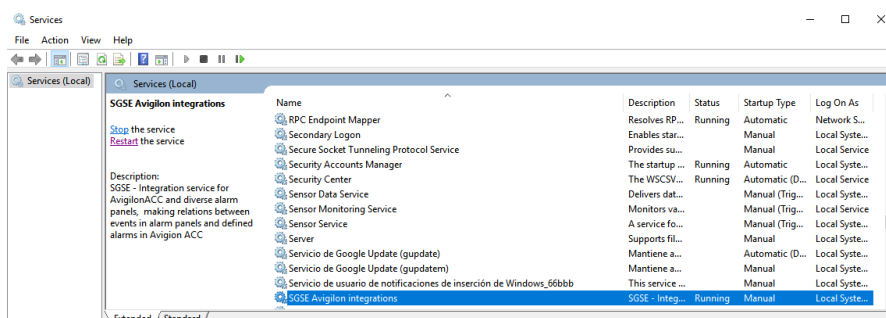 Services
File Action View Help
Services (Local)
Services (Local)
SGSE Avigilon integrations
Stop the service
Restart the service
Description:
SGSE - Integration service for
AvigilonACC and diverse alarm
panels, making relations between
events in alarm panels and defined
alarms in Avigion ACC
Name Description Status Startup Type Log On As
RPC Endpoint Mapper Resolves RP... Running Automatic Network S...
Secondary Logon Enables star... Manual Local Syste...
Secure Socket Tunneling Protocol Service Provides su... Manual Local Service
Security Accounts Manager The startup ... Running Automatic Local Syste...
Security Center The WSCSV... Running Automatic (D... Local Service
Sensor Data Service Delivers dat... Manual (Trig... Local Syste...
Sensor Monitoring Service Monitors va... Manual (Trig... Local Service
Sensor Service A service fo... Manual (Trig... Local Syste...
Server Supports fil... Manual Local Syste...
Servicio de Google Update (gupdate) Mantiene a... Automatic (D... Local Syste...
Servicio de Google Update (gupdatem) Mantiene a... Manual Local Syste...
Servicio de usuario de notificaciones de inserción de Windows_66bbb This service ... Manual Local Syste...
SGSE Avigilon integrations SGSE - Integ... Running Manual Local Syste...
Extended Standard